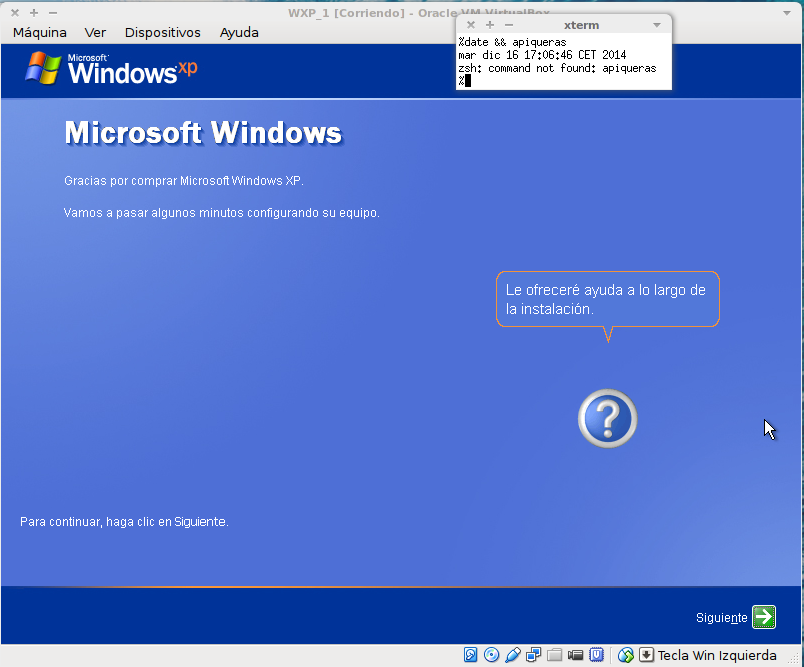 WXP_1 [Corriendo] - Oracle VM VirtualBox
xterm
Máquina Ver Dispositivos Ayuda
%date && apiqueras
mar dic 16 17:06:46 CET 2014
zsh: command not found: apiqueras
%
Microsoft
Windows xp
Microsoft Windows
Gracias por comprar Microsoft Windows XP.
Vamos a pasar algunos minutos configurando su equipo.
Le ofreceré ayuda a lo largo de
la instalación.
?
Para continuar, haga clic en Siguiente.
Siguiente
Tecla Win Izquierda